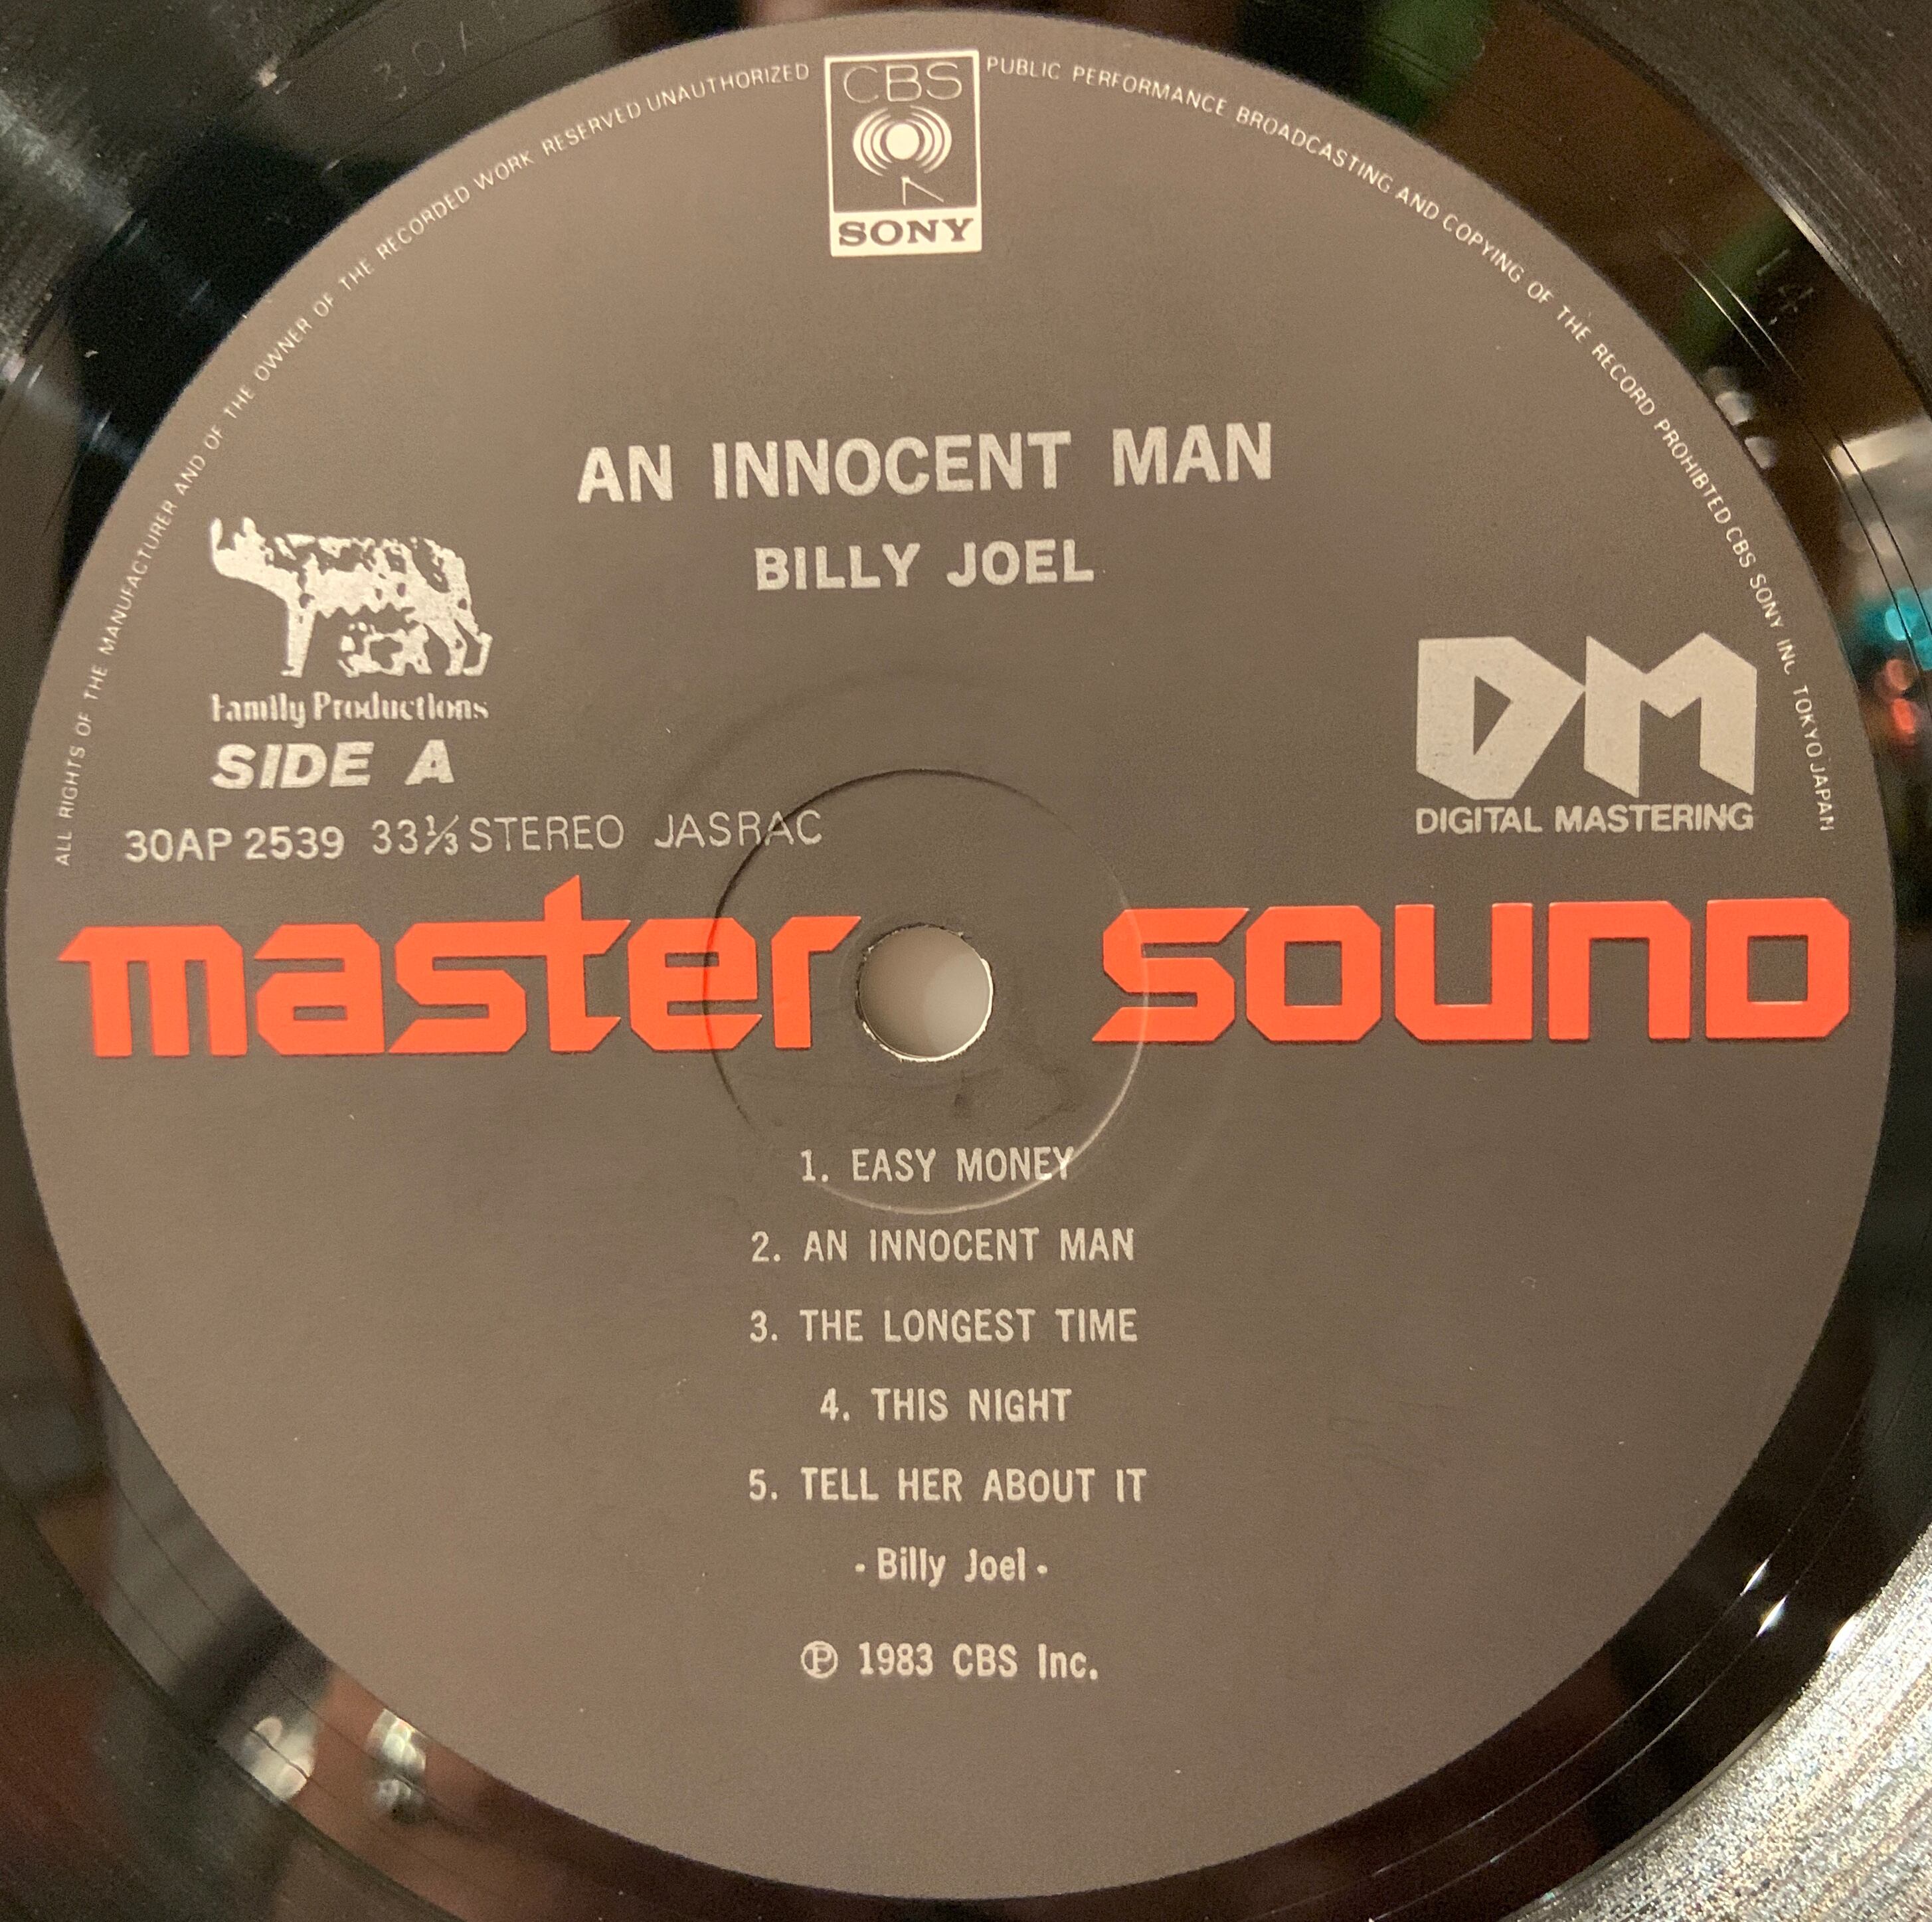 ALL RIGHTS OF THE MANUFACTURER AND OF THE OWNER OF THE RECORDED WORK RESERVED UNAUTHORIZED PUBLIC PERFORMANCE BROADCASTING AND COPYING OF THE RECORD PROHIBTED CBS SONY INC. TOKYO JAPAN
CBS
SONY
AN INNOCENT MAN
BILLY JOEL
Family Productions
SIDE A
DM
DIGITAL MASTERING
30AP 2539 33⅓ STEREO JASRAC
master sound
1. EASY MONEY
2. AN INNOCENT MAN
3. THE LONGEST TIME
4. THIS NIGHT
5. TELL HER ABOUT IT
- Billy Joel -
℗ 1983 CBS Inc.